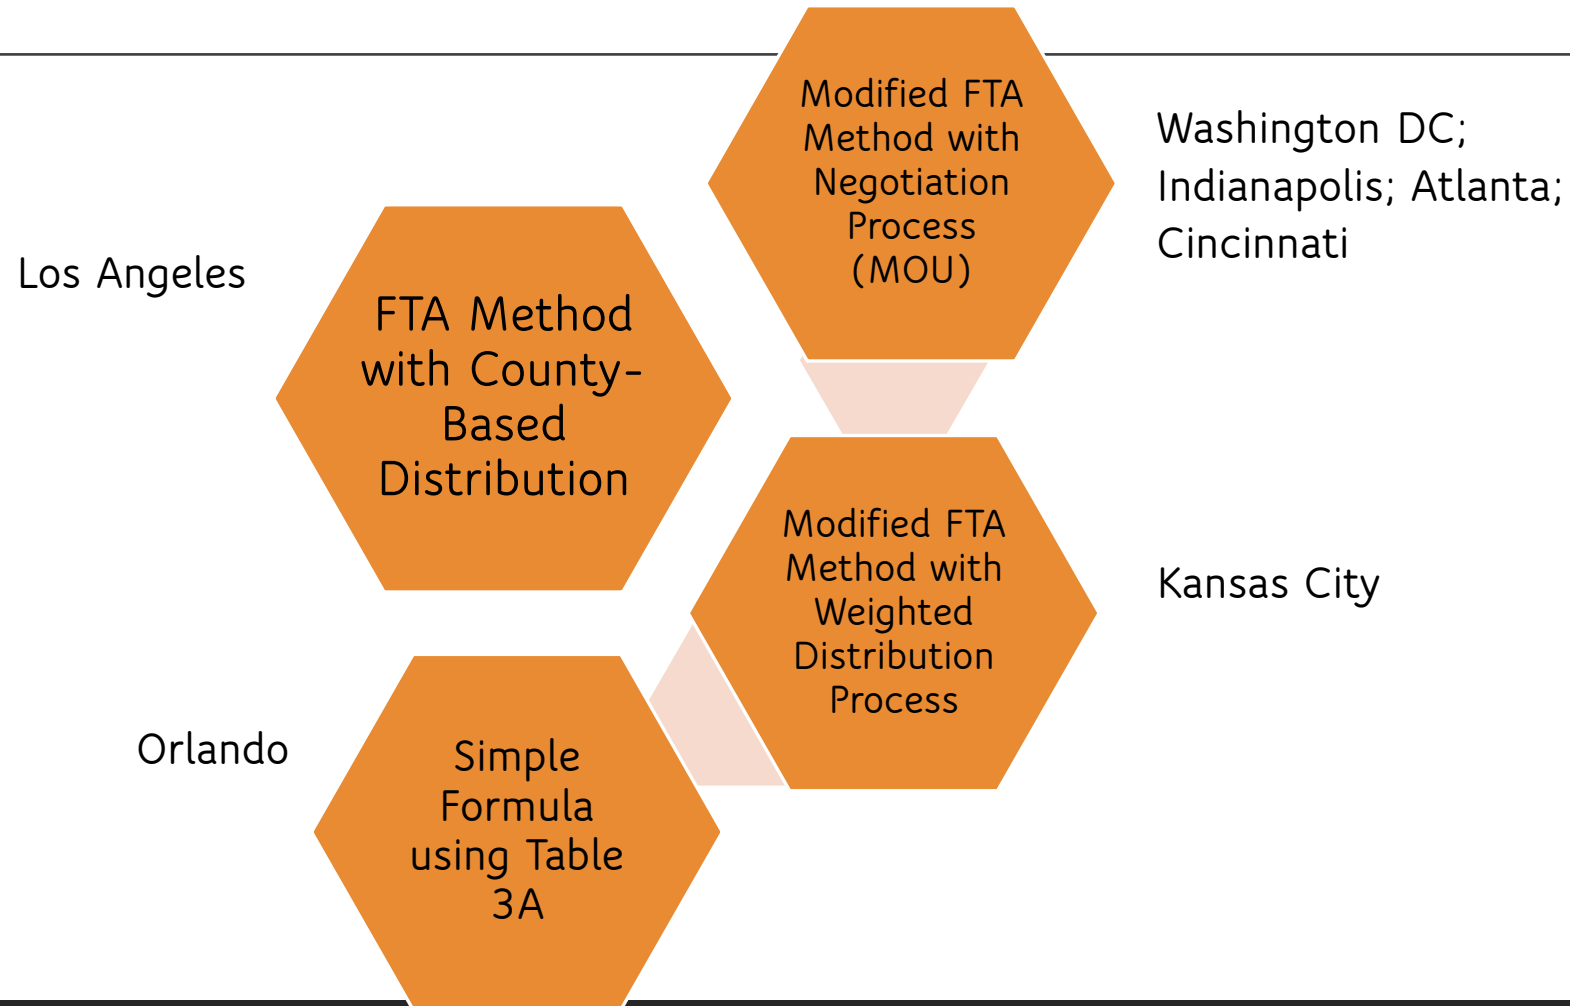 Modified FTA
Method with
Negotiation
Process
(MOU)
Washington DC;
Indianapolis; Atlanta;
Cincinnati
Los Angeles
FTA Method
with County-
Based
Distribution
Modified FTA
Method with
Weighted
Distribution
Process
Kansas City
Orlando
Simple
Formula
using Table
3A